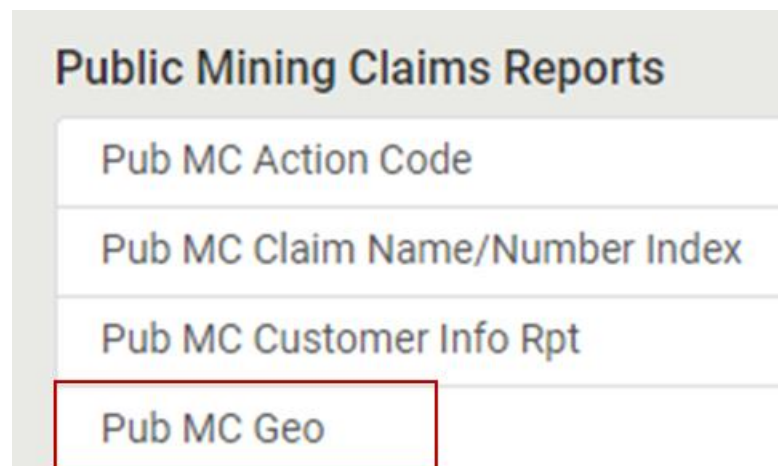 Public Mining Claims Reports
Pub MC Action Code
Pub MC Claim Name/Number Index
Pub MC Customer Info Rpt
Pub MC Geo